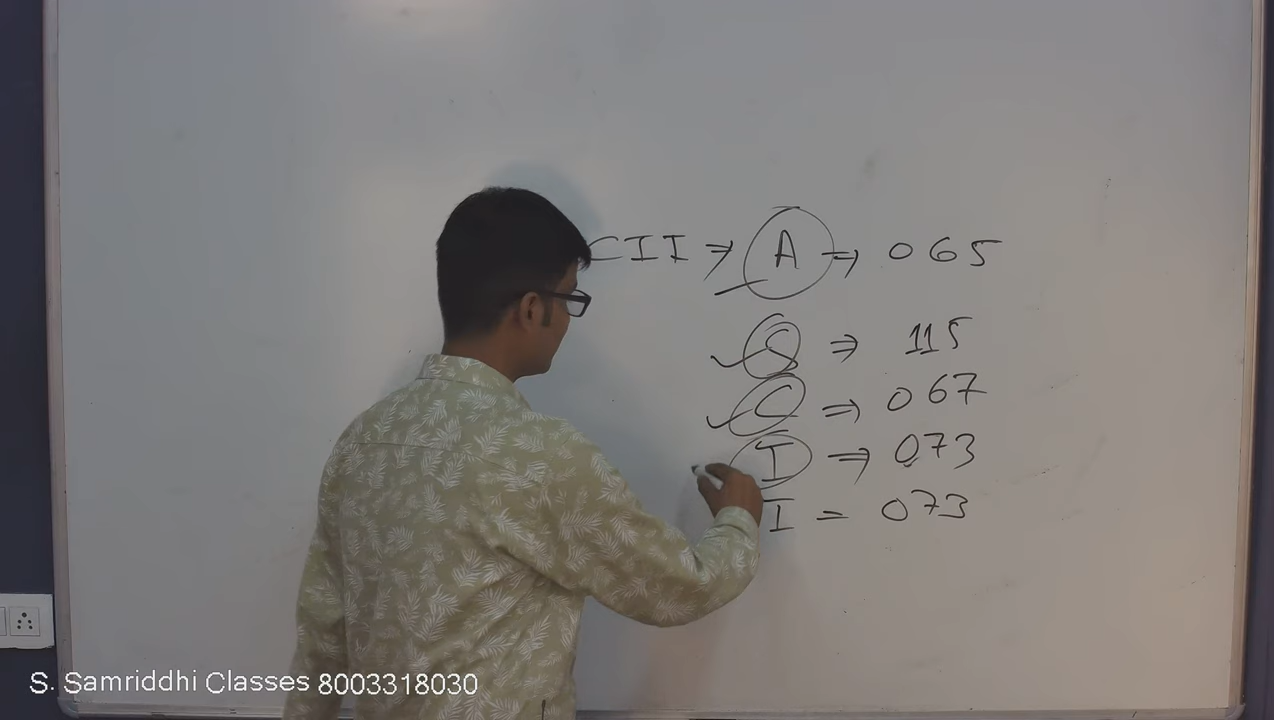 CII ⇒ A ⇒ 065
S ⇒ 115
C ⇒ 067
I ⇒ 073
I = 073
S. Samriddhi Classes 8003318030